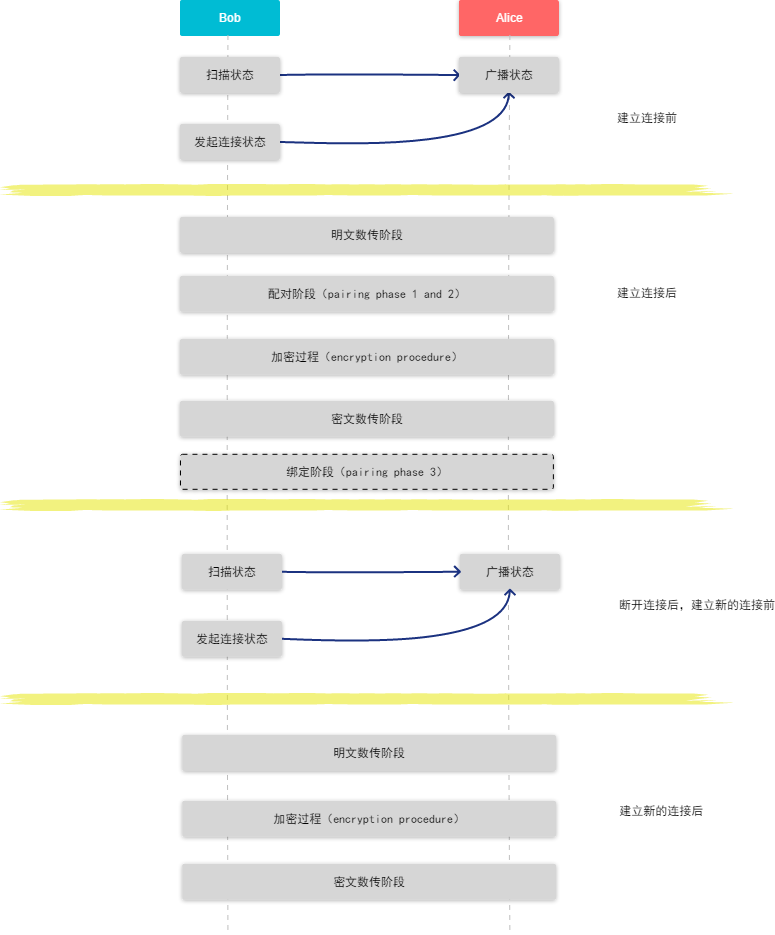 Bob
Alice
扫描状态
广播状态
建立连接前
发起连接状态
明文数传阶段
配对阶段（pairing phase 1 and 2）
建立连接后
加密过程（encryption procedure）
密文数传阶段
绑定阶段（pairing phase 3）
扫描状态
广播状态
断开连接后，建立新的连接前
发起连接状态
明文数传阶段
建立新的连接后
加密过程（encryption procedure）
密文数传阶段